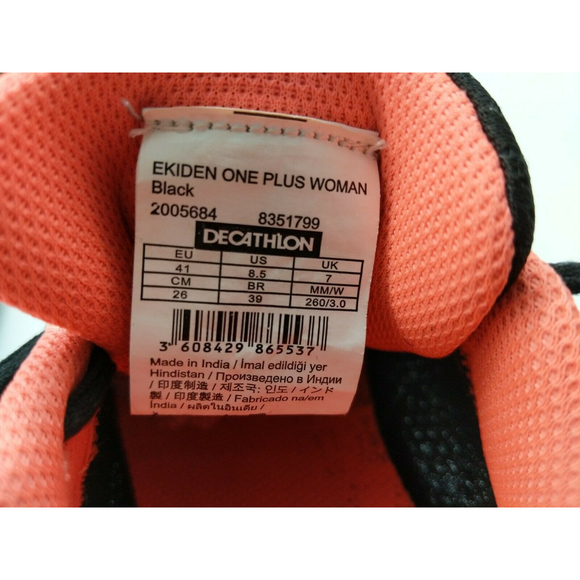 EKIDEN ONE PLUS WOMAN
Black
2005684 8351799
DECATHLON
EU US UK
41 8.5 7
CM BR MM/W
26 39 260/3.0
3 608429 865537
Made in India / İmal edildiği yer
Hindistan / Произведено в Индии
/ 印度制造 / 제조국: 인도 / インド
製 / 印度製造 / Fabricado na/em
Índia / ผลิตในอินเดีย /